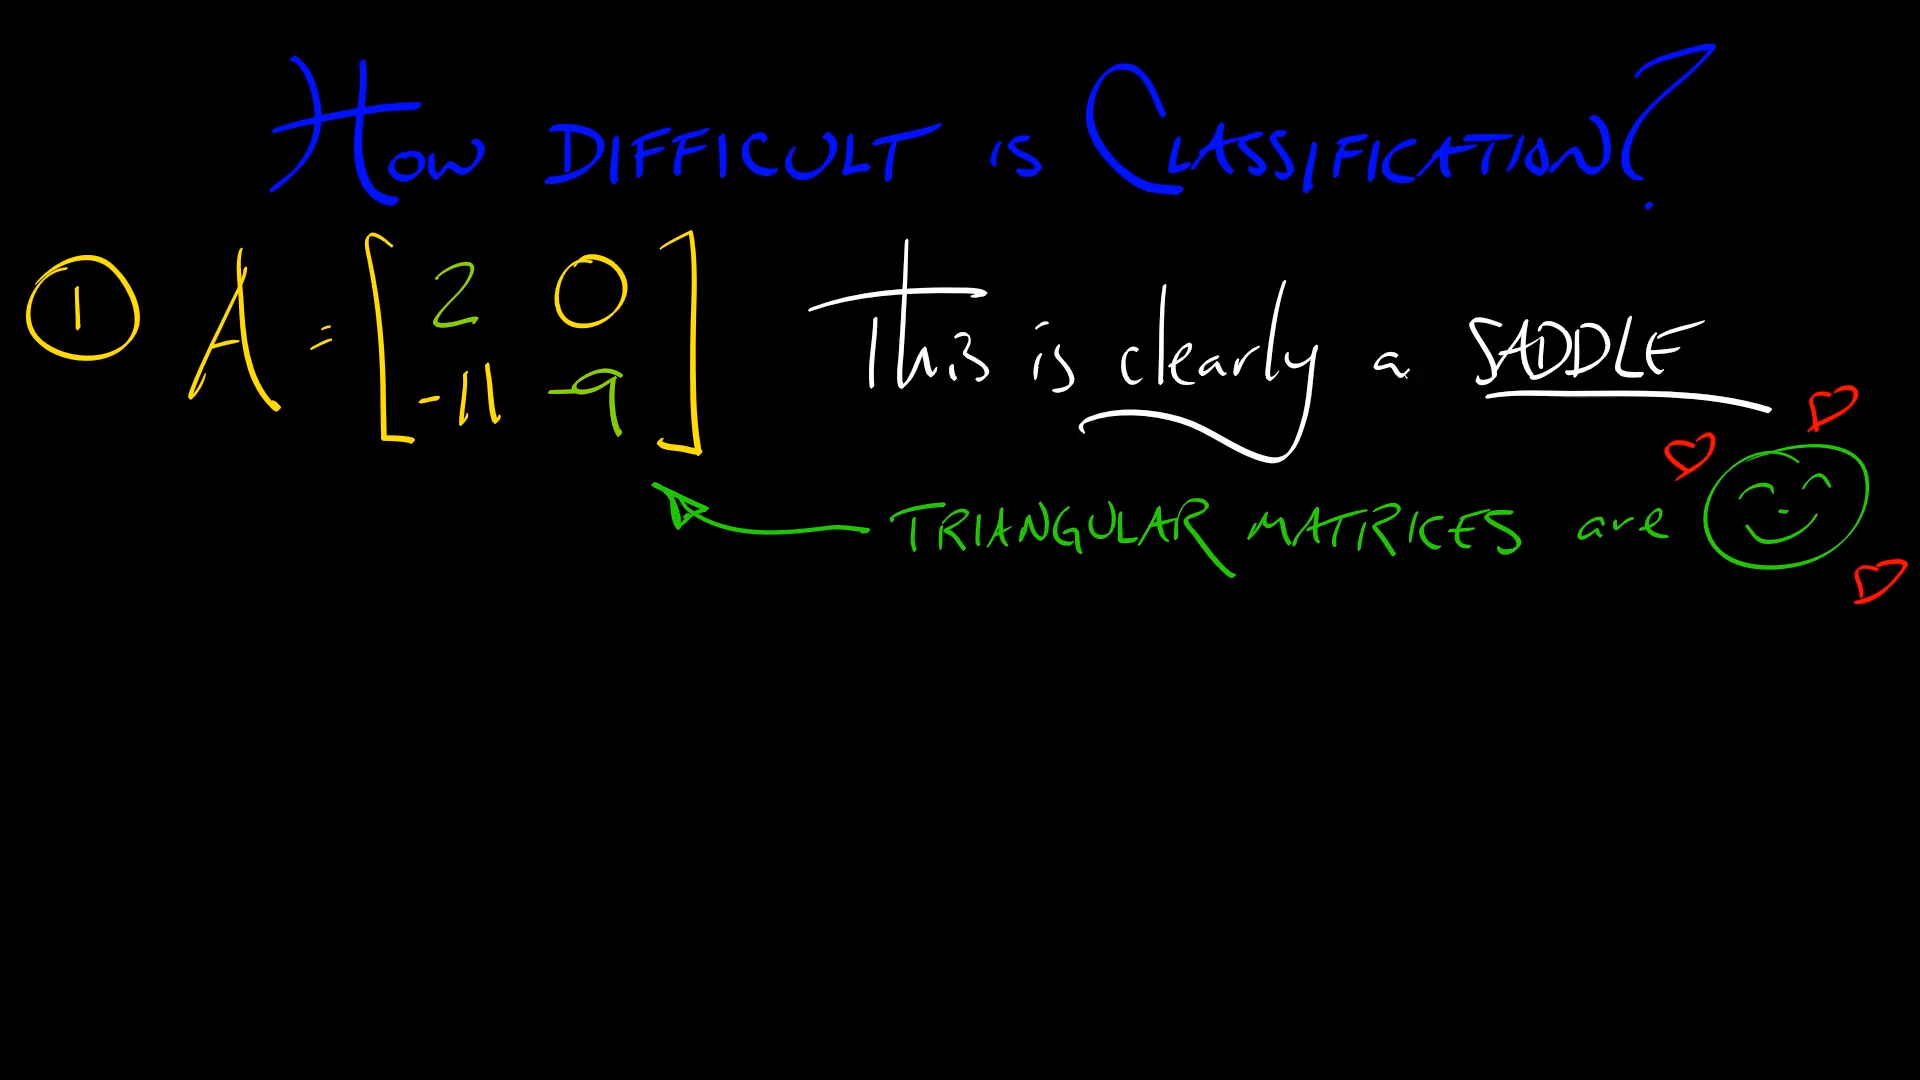 How DIFFICULT is CLASSIFICATION?
① A = [ 2 0
-11 -9 ]
This is clearly a SADDLE
TRIANGULAR MATRICES are